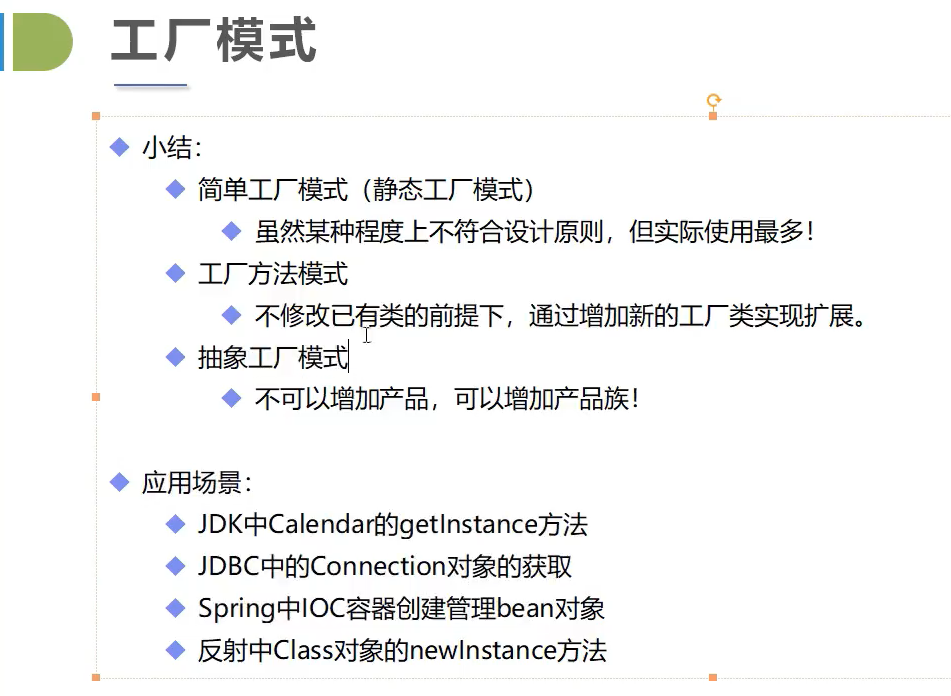 工厂模式
小结：
简单工厂模式（静态工厂模式）
虽然某种程度上不符合设计原则，但实际使用最多！
工厂方法模式
不修改已有类的前提下，通过增加新的工厂类实现扩展。
抽象工厂模式
不可以增加产品，可以增加产品族！
应用场景：
JDK中Calendar的getInstance方法
JDBC中的Connection对象的获取
Spring中IOC容器创建管理bean对象
反射中Class对象的newInstance方法